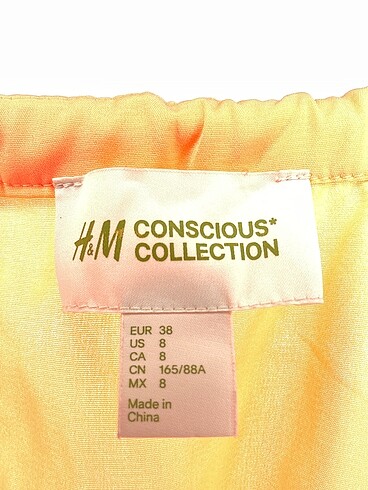 H&M CONSCIOUS*
COLLECTION
EUR 38
US 8
CA 8
CN 165/88A
MX 8
Made in
China